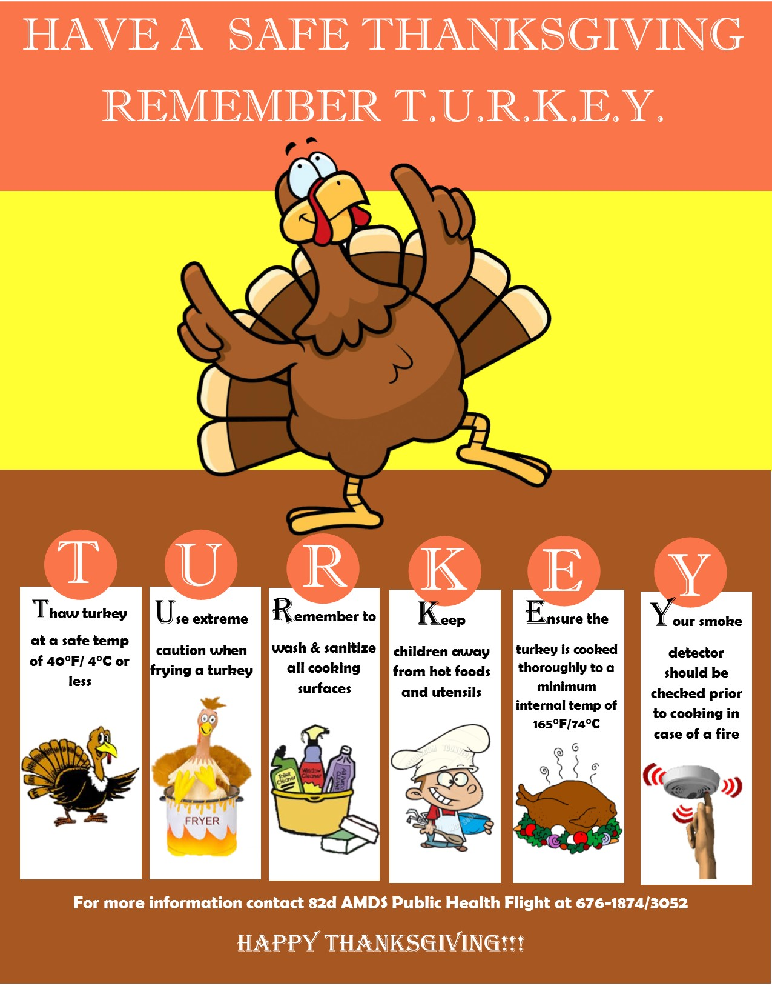 HAVE A SAFE THANKSGIVING
REMEMBER T.U.R.K.E.Y.
T
Thaw turkey
at a safe temp
of 40°F/ 4°C or
less
U
Use extreme
caution when
frying a turkey
FRYER
R
Remember to
wash & sanitize
all cooking
surfaces
Toilet
Cleaner
Window
Cleaner
K
Keep
children away
from hot foods
and utensils
E
Ensure the
turkey is cooked
thoroughly to a
minimum
internal temp of
165°F/74°C
Y
Your smoke
detector
should be
checked prior
to cooking in
case of a fire
For more information contact 82d AMDS Public Health Flight at 676-1874/3052
HAPPY THANKSGIVING!!!